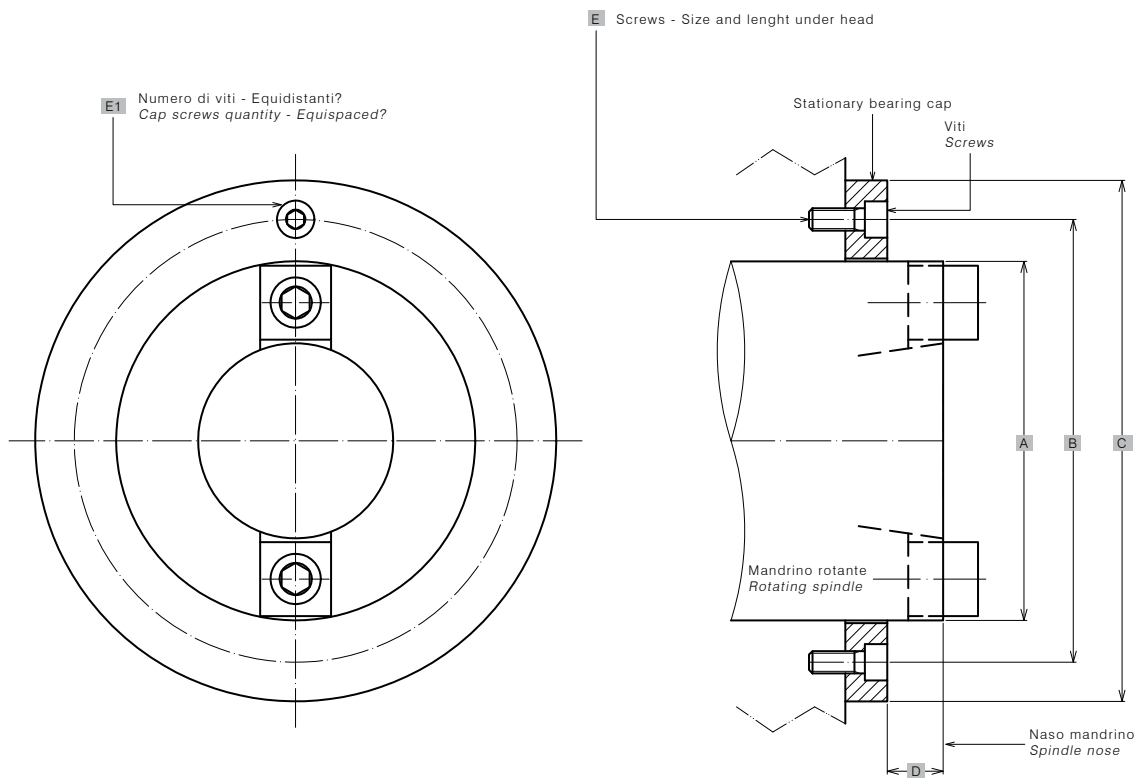 E Screws - Size and lenght under head
E1 Numero di viti - Equidistanti?
Cap screws quantity - Equispaced?
Stationary bearing cap
Viti
Screws
A
B
C
Mandrino rotante
Rotating spindle
Naso mandrino
Spindle nose
D